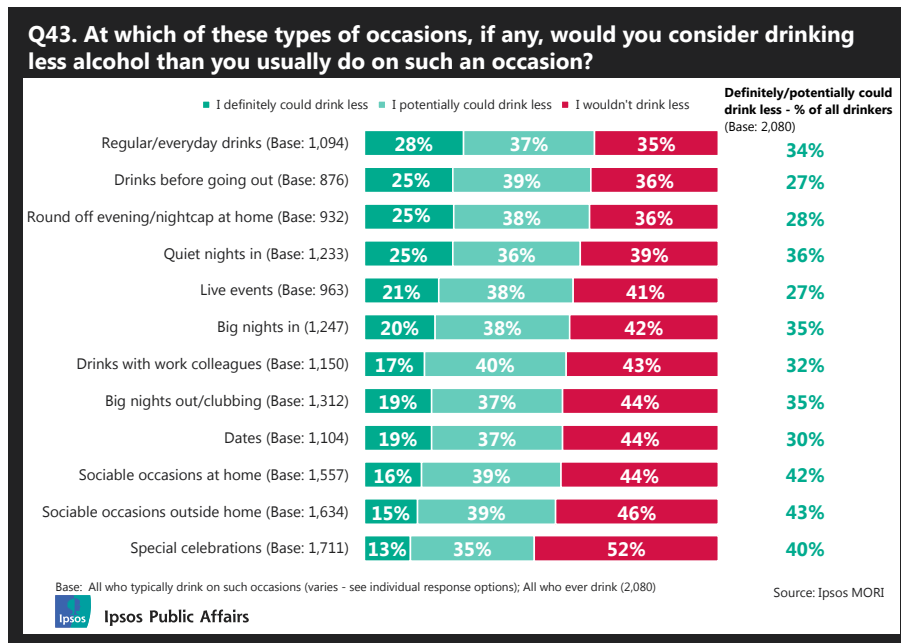 Q43. At which of these types of occasions, if any, would you consider drinking
less alcohol than you usually do on such an occasion?
I definitely could drink less I potentially could drink less I wouldn't drink less
Definitely/potentially could
drink less - % of all drinkers
(Base: 2,080)
Regular/everyday drinks (Base: 1,094) 28% 37% 35% 34%
Drinks before going out (Base: 876) 25% 39% 36% 27%
Round off evening/nightcap at home (Base: 932) 25% 38% 36% 28%
Quiet nights in (Base: 1,233) 25% 36% 39% 36%
Live events (Base: 963) 21% 38% 41% 27%
Big nights in (1,247) 20% 38% 42% 35%
Drinks with work colleagues (Base: 1,150) 17% 40% 43% 32%
Big nights out/clubbing (Base: 1,312) 19% 37% 44% 35%
Dates (Base: 1,104) 19% 37% 44% 30%
Sociable occasions at home (Base: 1,557) 16% 39% 44% 42%
Sociable occasions outside home (Base: 1,634) 15% 39% 46% 43%
Special celebrations (Base: 1,711) 13% 35% 52% 40%
Base: All who typically drink on such occasions (varies - see individual response options); All who ever drink (2,080)
Source: Ipsos MORI
Ipsos
Ipsos Public Affairs